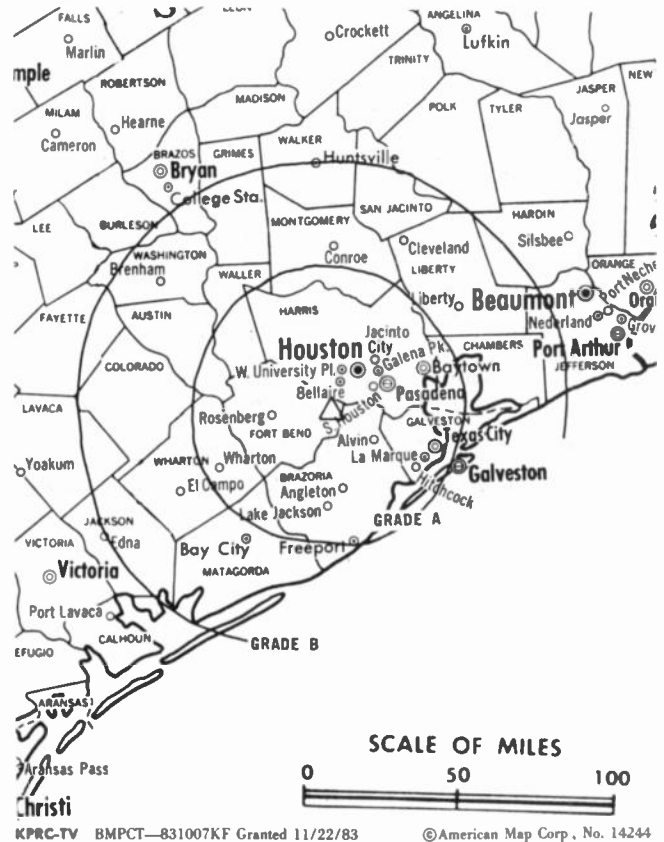 FALLS
Marlin
LEON
Crockett
ANGELINA
Lufkin
mple
ROBERTSON
TRINITY
JASPER
NEW
MADISON
POLK
TYLER
Jasper
MILAM
Cameron
Hearne
WALKER
BRAZOS
GRIMES
Huntsville
Bryan
College Sta.
SAN JACINTO
HARDIN
LEE
BURLESON
MONTGOMERY
Cleveland
Silsbee
WASHINGTON
Conroe
Brenham
WALLER
LIBERTY
ORANGE
Beaumont
Port Neche
Liberty
Ora
FAYETTE
AUSTIN
HARRIS
Nederland
Grov
Jacinto
City
CHAMBERS
Port Arthur
Houston
Galena Pk.
JEFFERSON
COLORADO
W. University Pl.
Baytown
Bellaire
Pasadena
LAVACA
S. Houston
Rosenberg
GALVESTON
FORT BEND
Alvin
Texas City
La Marque
Yoakum
WHARTON
Wharton
Galveston
BRAZORIA
Hitchcock
El Campo
Angleton
Lake Jackson
GRADE A
JACKSON
Edna
VICTORIA
Bay City
Freeport
Victoria
MATAGORDA
Port Lavaca
CALHOUN
GRADE B
EFUGIO
ARANSAS
SCALE OF MILES
0 50 100
Aransas Pass
Christi
KPRC-TV BMPCT—831007KF Granted 11/22/83 ©American Map Corp., No. 14244